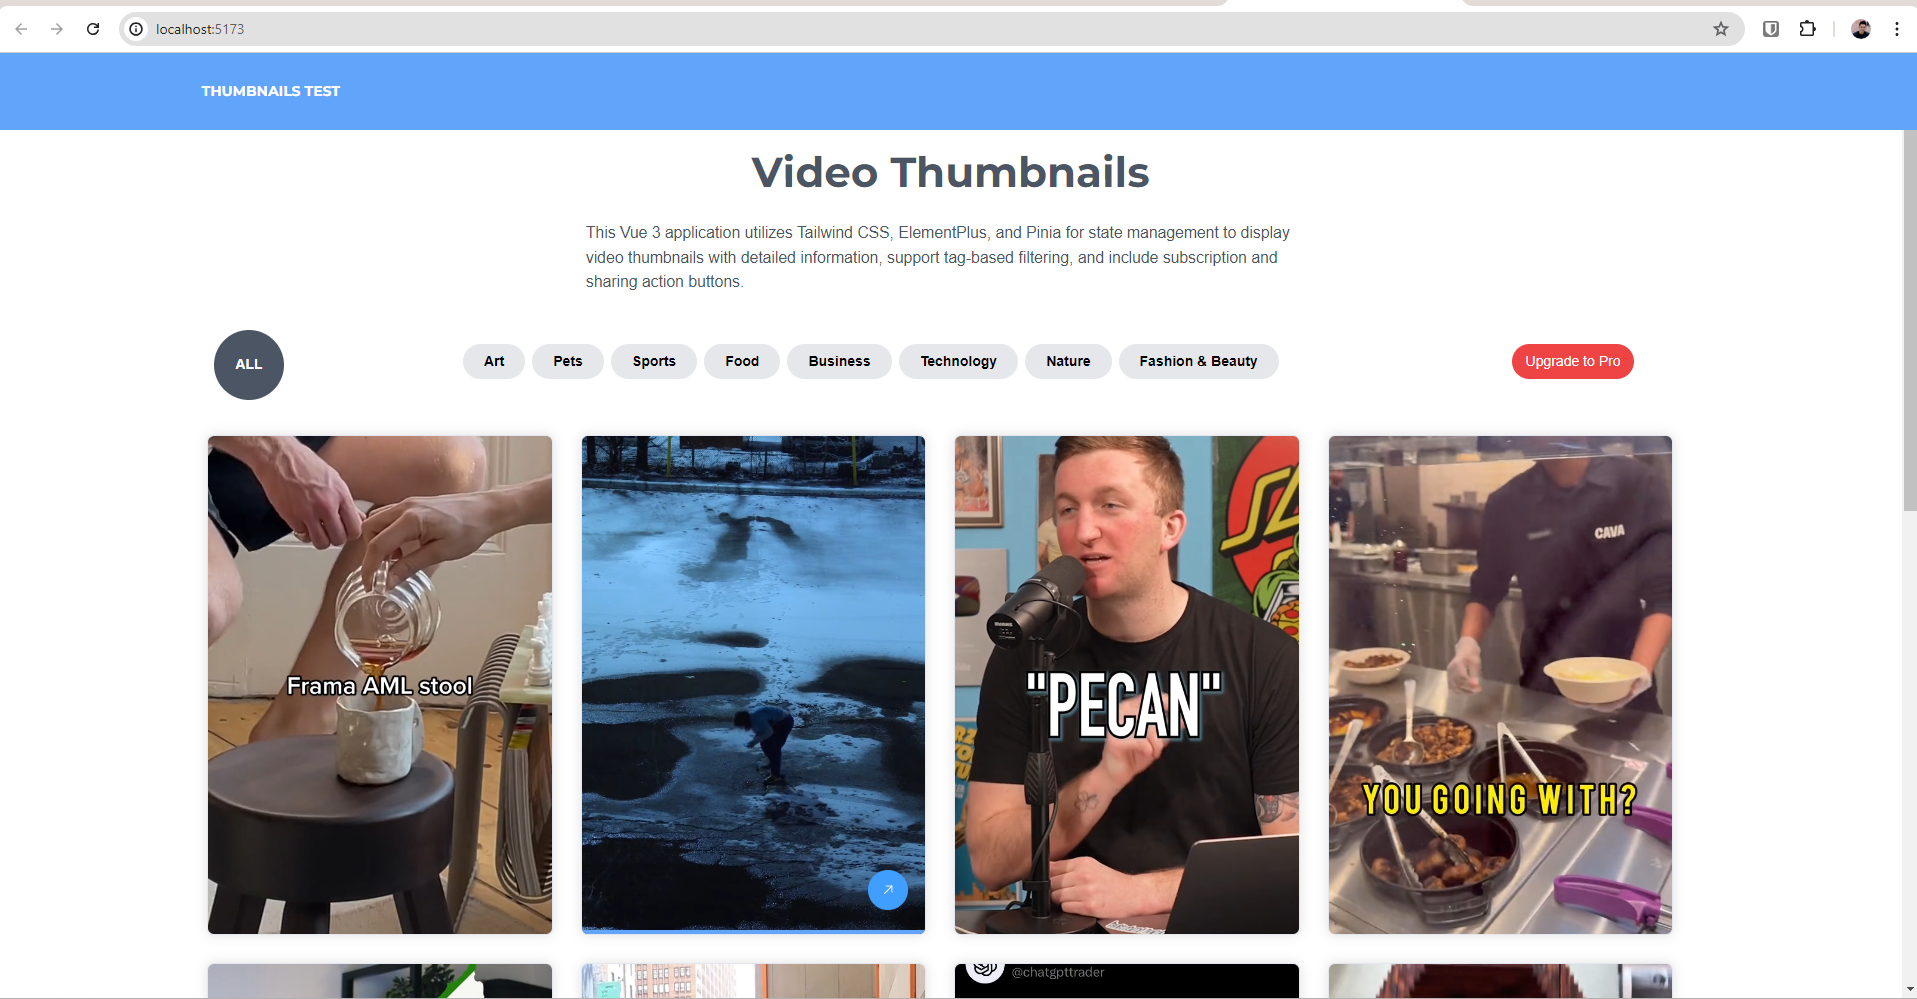 localhost:5173
THUMBNAILS TEST
Video Thumbnails
This Vue 3 application utilizes Tailwind CSS, ElementPlus, and Pinia for state management to display
video thumbnails with detailed information, support tag-based filtering, and include subscription and
sharing action buttons.
ALL
Art
Pets
Sports
Food
Business
Technology
Nature
Fashion & Beauty
Upgrade to Pro
Frama AML stool
"PECAN"
CAVA
YOU GOING WITH?
@chatgpttrader